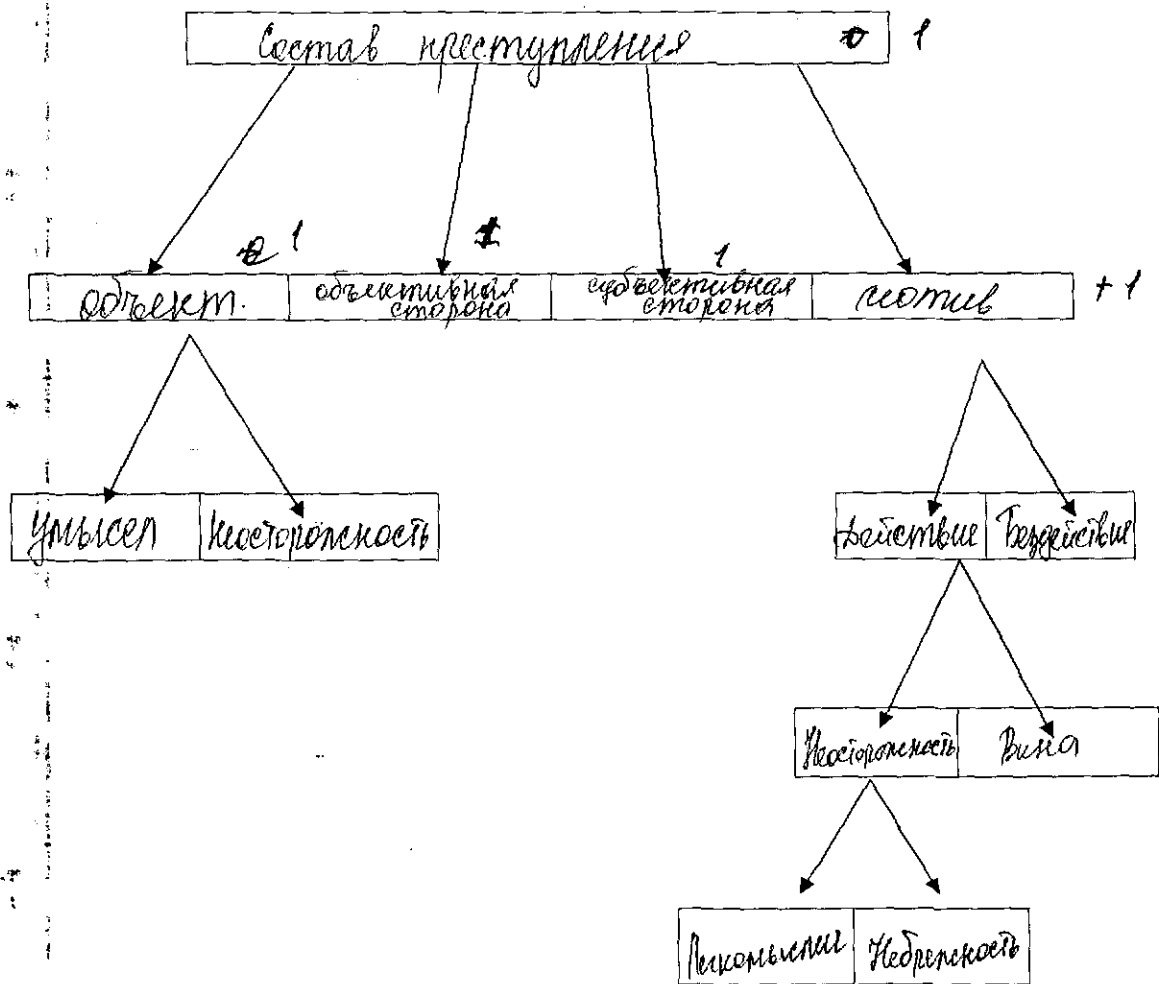 Состав преступления 0 1
1 1 1
объект. объективная сторона субъективная сторона мотив + 1
Умысел Неосторожность Действие Бездействие
Неосторожность Вина
Легкомыслие Небрежность